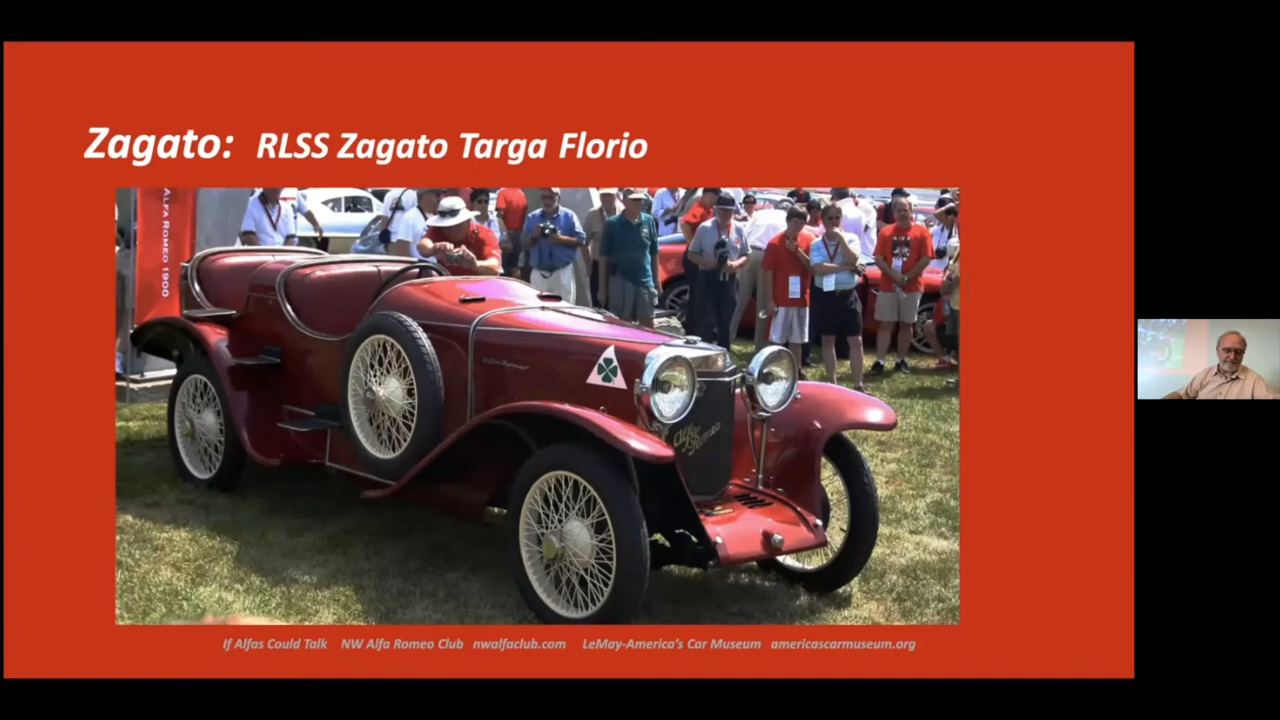 Zagato: RLSS Zagato Targa Florio
ALFA ROMEO 1900
Alfa Romeo
If Alfas Could Talk NW Alfa Romeo Club nwalfaclub.com LeMay-America's Car Museum americascarmuseum.org